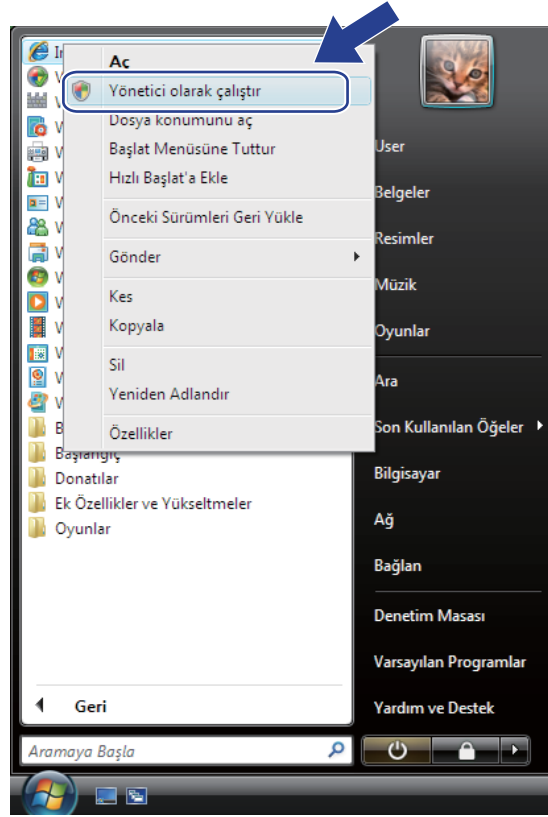 Aç
Yönetici olarak çalıştır
Dosya konumunu aç
Başlat Menüsüne Tuttur
Hızlı Başlat'a Ekle
Önceki Sürümleri Geri Yükle
Gönder
Kes
Kopyala
Sil
Yeniden Adlandır
Özellikler
Başlangıç
Donatılar
Ek Özellikler ve Yükseltmeler
Oyunlar
Geri
Aramaya Başla
User
Belgeler
Resimler
Müzik
Oyunlar
Ara
Son Kullanılan Öğeler
Bilgisayar
Ağ
Bağlan
Denetim Masası
Varsayılan Programlar
Yardım ve Destek